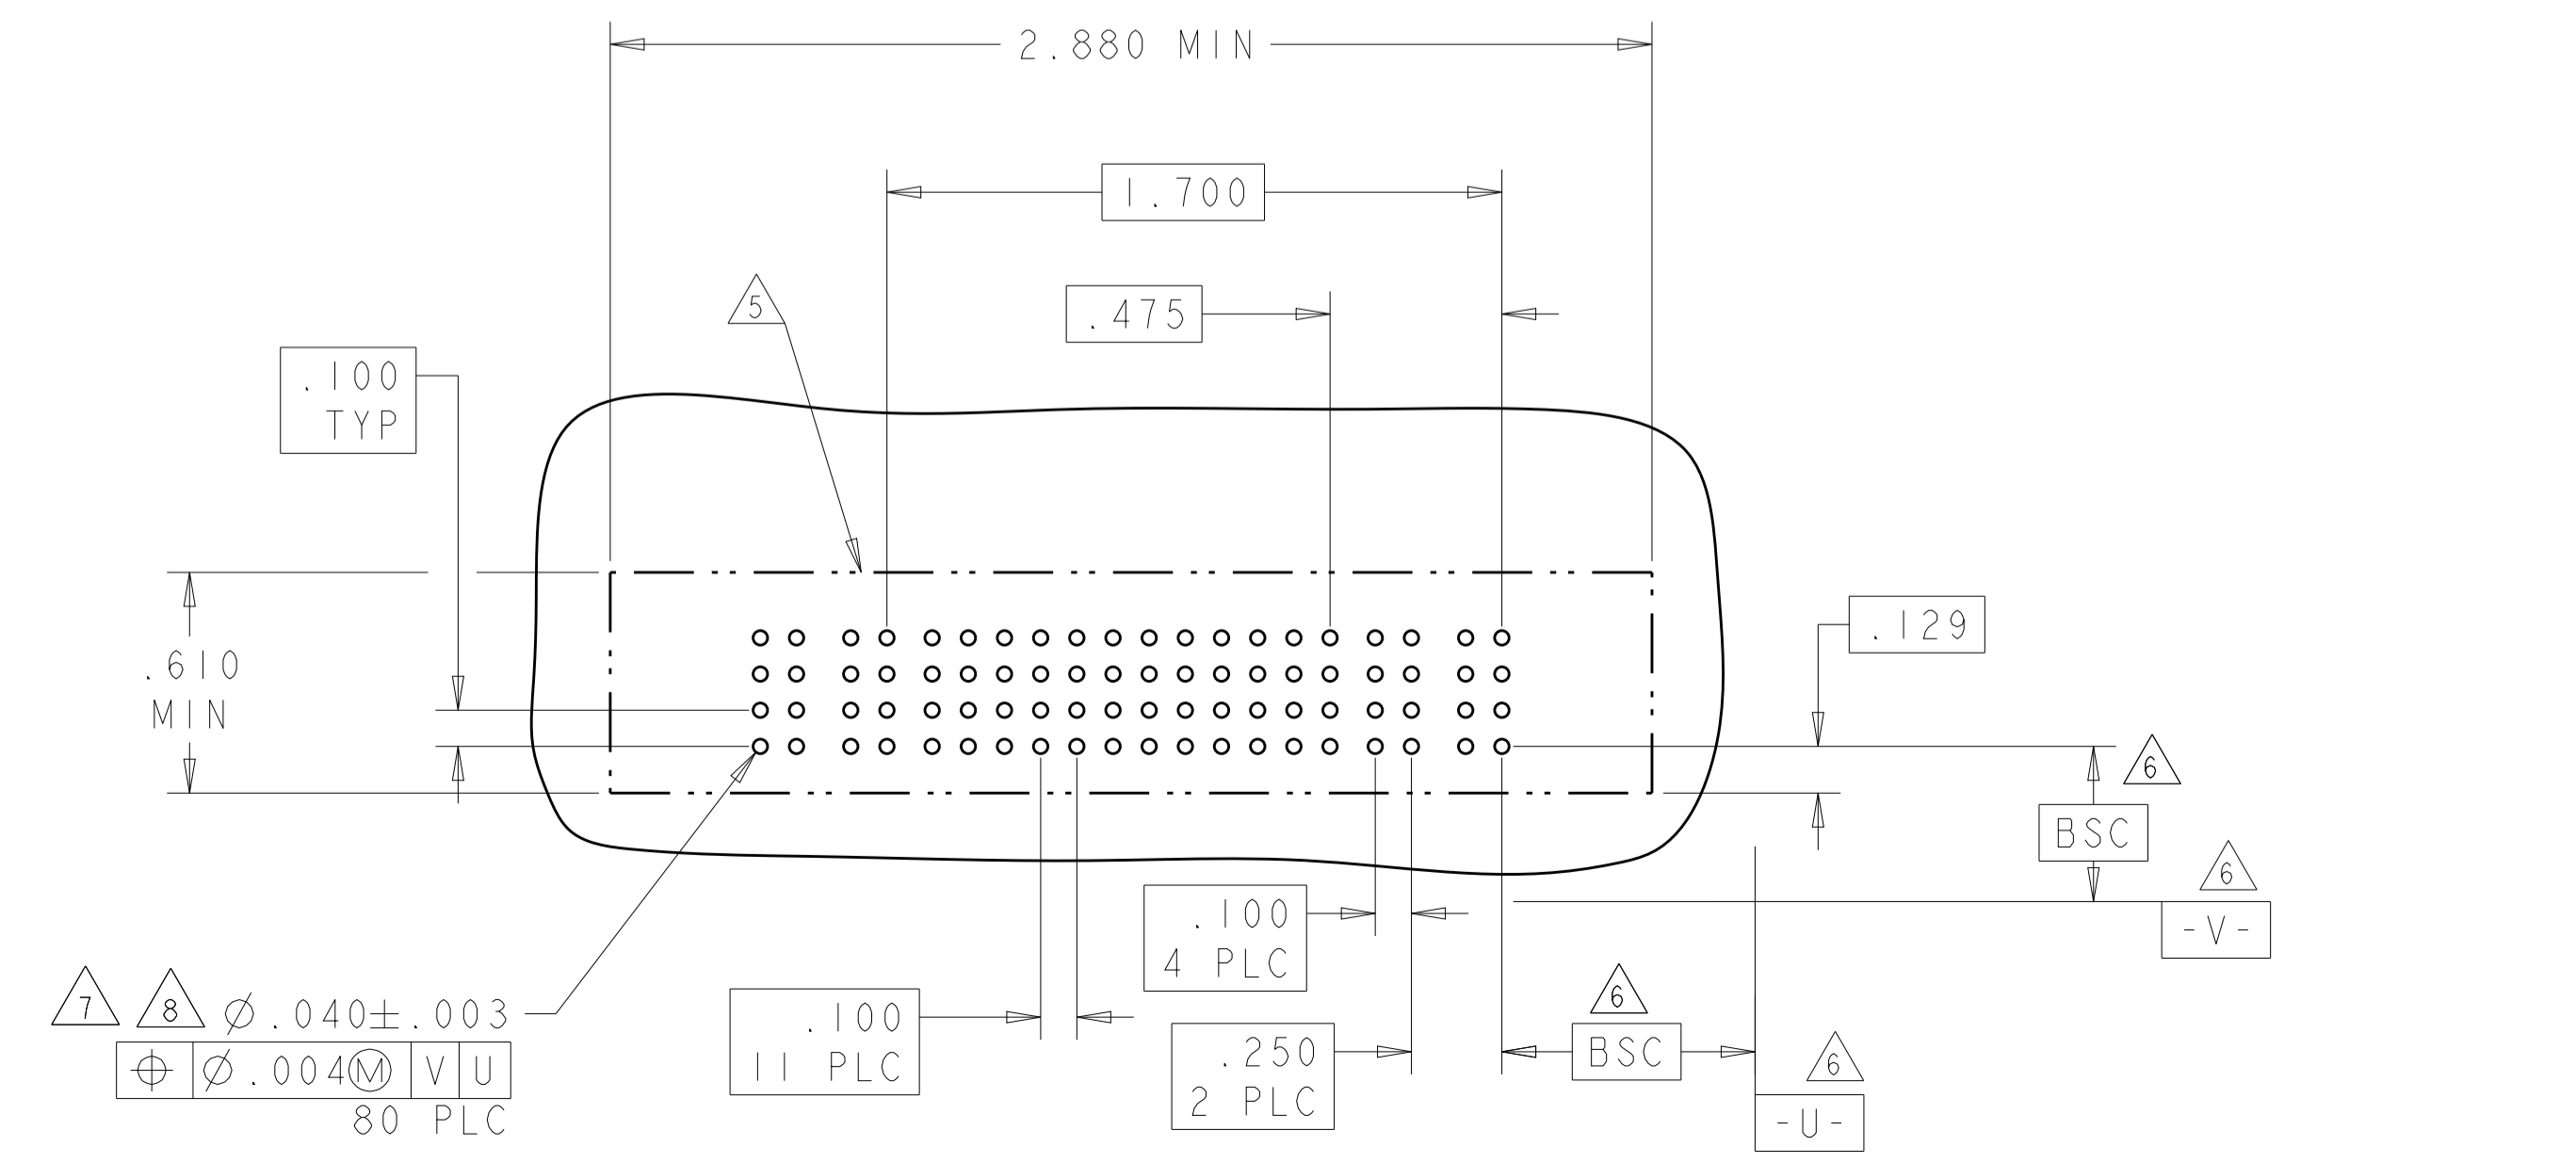 2.880 MIN
1.700
5
.475
.100
TYP
.129
.610
MIN
6
BSC
6
-V-
.100
4 PLC
6
7 8 ⌀.040±.003
.100
11 PLC
.250
2 PLC
BSC
6
⌖ ⌀.004Ⓜ V U
80 PLC
-U-